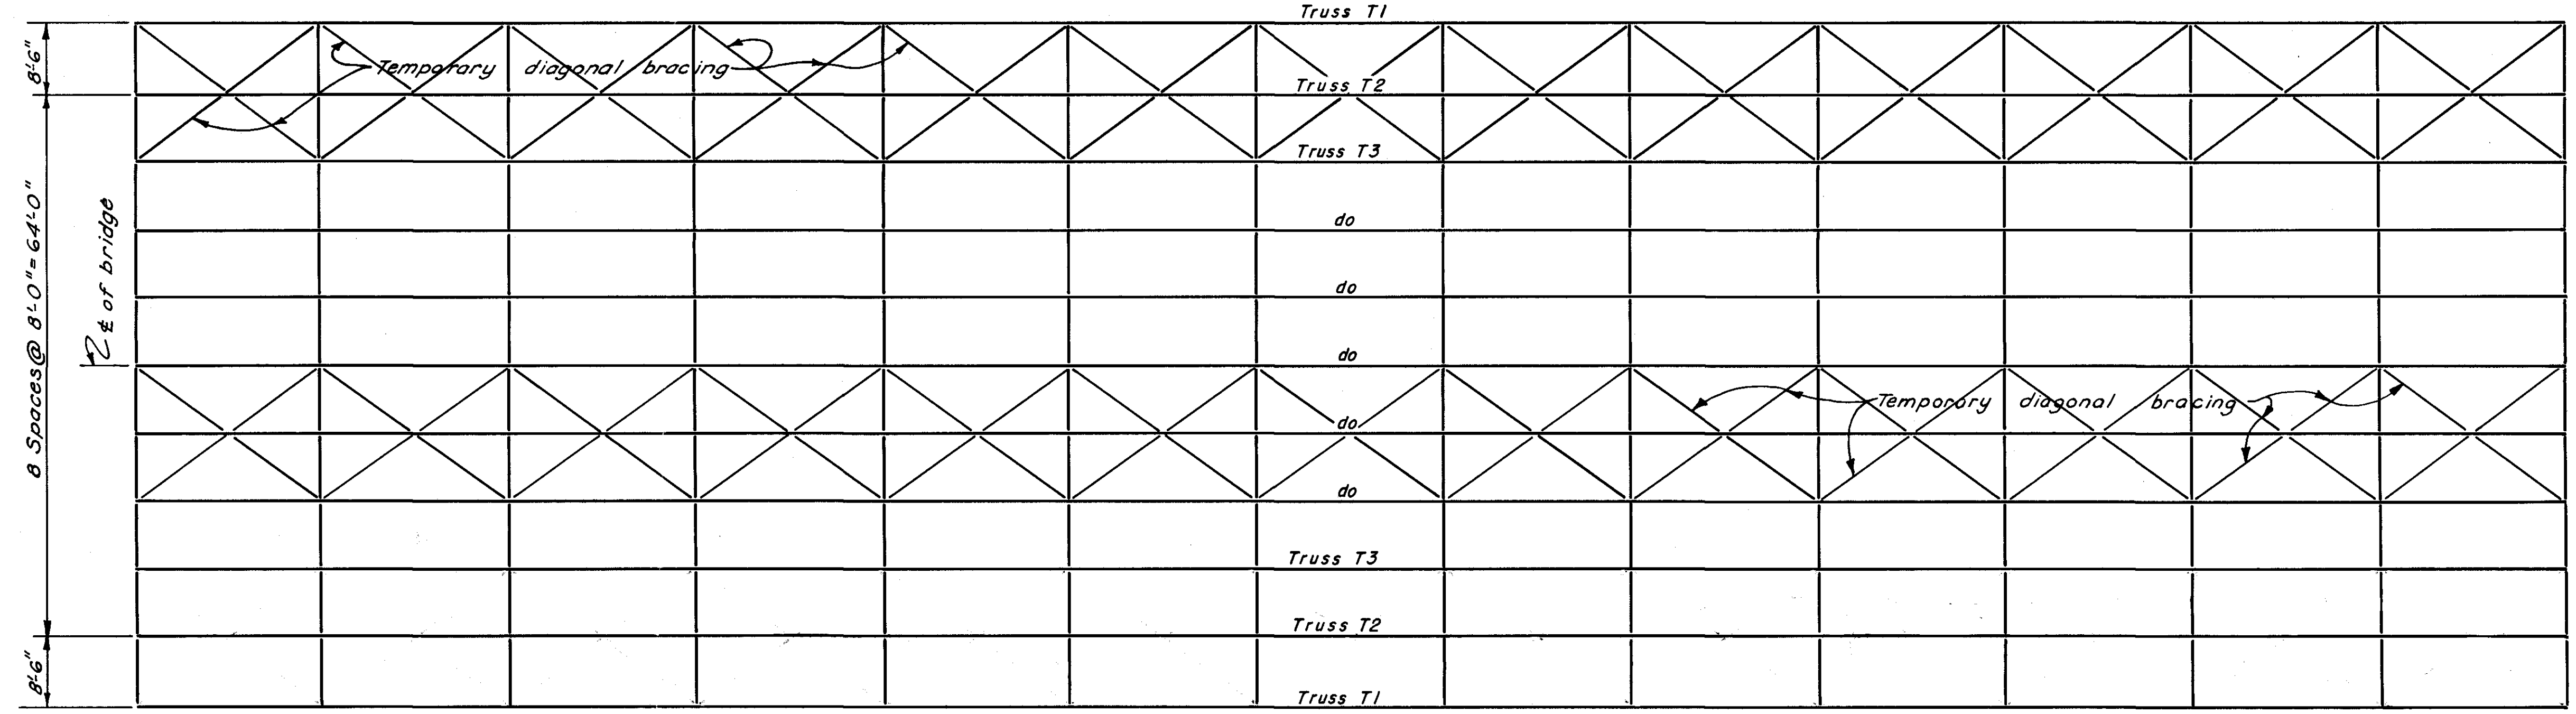 Truss T1
8'-6"
Temporary diagonal bracing
Truss T2
Truss T3
8 Spaces @ 8'-0" = 64'-0"
℄ of bridge
do
do
do
Temporary diagonal bracing
do
do
Truss T3
Truss T2
8'-6"
Truss T1